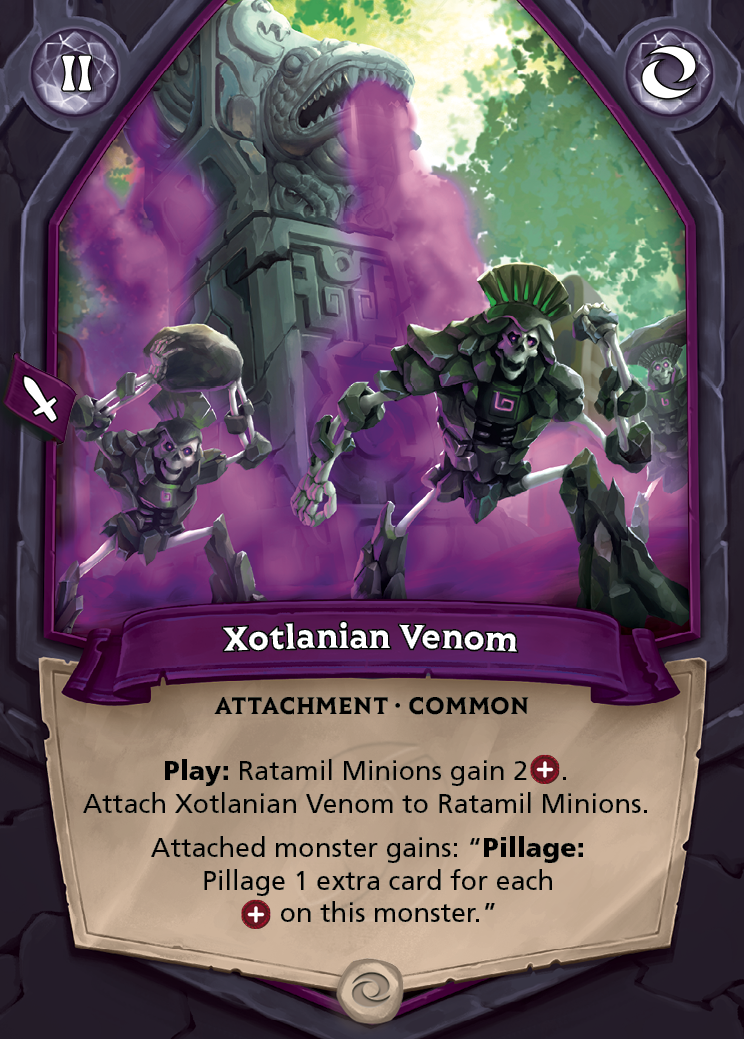 II
Xotlanian Venom
ATTACHMENT · COMMON
Play: Ratamil Minions gain 2.
Attach Xotlanian Venom to Ratamil Minions.
Attached monster gains: “Pillage:
Pillage 1 extra card for each
on this monster.”